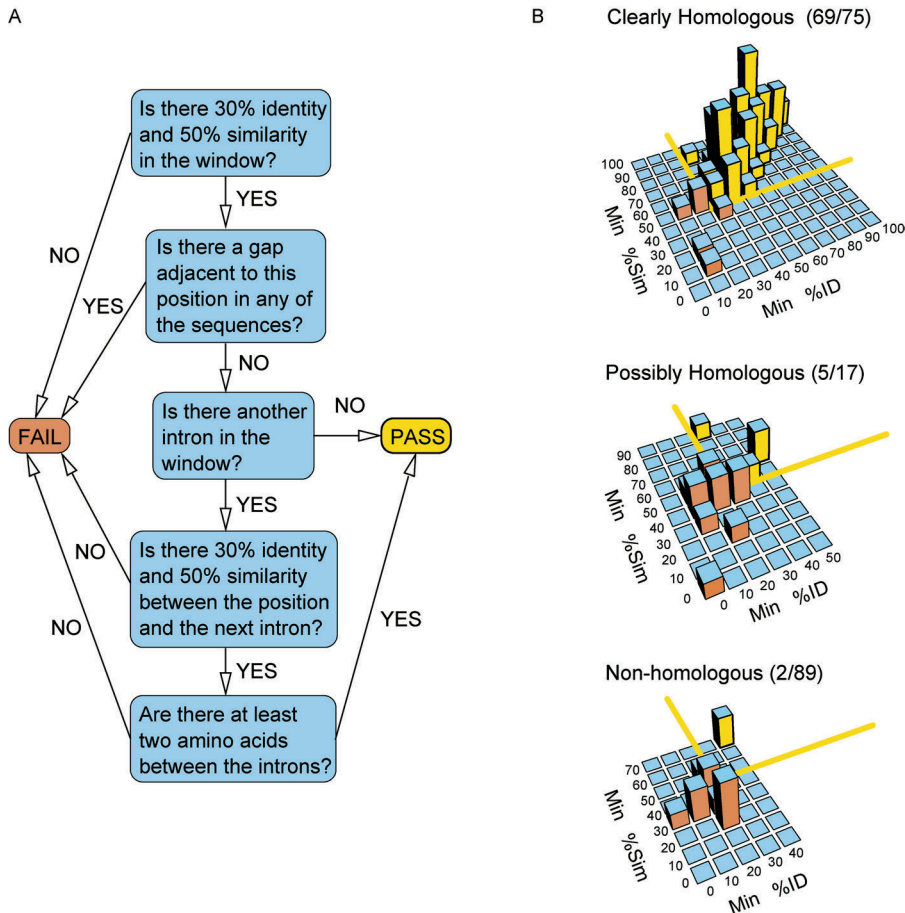 A
Is there 30% identity
and 50% similarity
in the window?
YES
NO
Is there a gap
adjacent to this
position in any of
the sequences?
YES
NO
Is there another
intron in the
window?
NO
FAIL
PASS
YES
Is there 30% identity
and 50% similarity
between the position
and the next intron?
NO
YES
YES
NO
Are there at least
two amino acids
between the introns?
B
Clearly Homologous (69/75)
100
90
80
70
60
50
40
30
20
10
0
Min %Sim
0 10 20 30 40 50 60 70 80 90 100
Min %ID
Possibly Homologous (5/17)
90
80
70
60
50
40
30
20
10
0
Min %Sim
0 10 20 30 40 50
Min %ID
Non-homologous (2/89)
70
60
50
40
30
20
10
0
Min %Sim
0 10 20 30 40
Min %ID